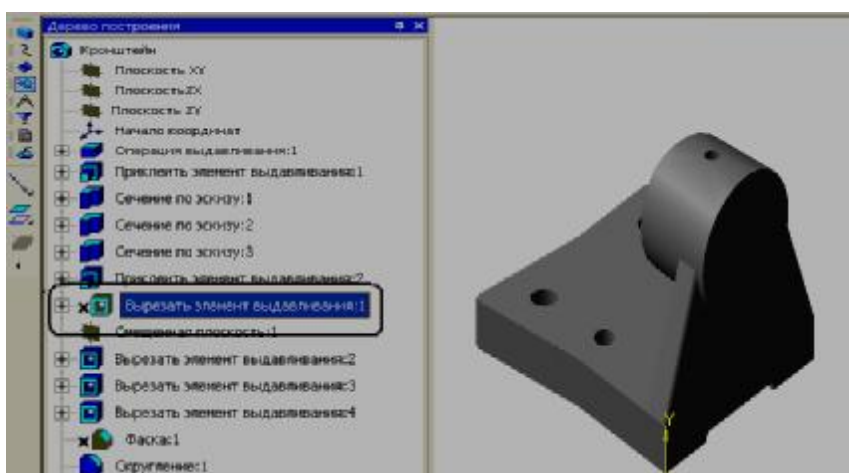 Дерево построения
Кронштейн
Плоскость XY
Плоскость ZX
Плоскость ZY
Начало координат
Операция выдавливания:1
Приклеить элемент выдавливания:1
Сечение по эскизу:1
Сечение по эскизу:2
Сечение по эскизу:3
Приклеить элемент выдавливания:2
Вырезать элемент выдавливания:1
Смещенная плоскость:1
Вырезать элемент выдавливания:2
Вырезать элемент выдавливания:3
Вырезать элемент выдавливания:4
Фаска:1
Скругление:1
Y